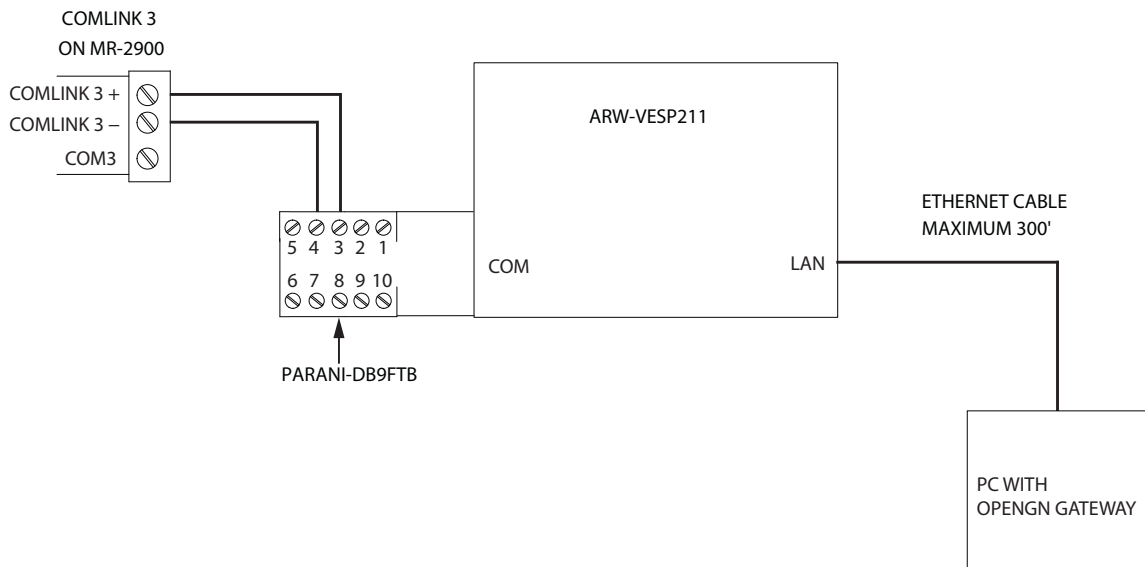 COMLINK 3
ON MR-2900
COMLINK 3 +
COMLINK 3 –
COM3
ARW-VESP211
5 4 3 2 1
6 7 8 9 10
COM
LAN
PARANI-DB9FTB
ETHERNET CABLE
MAXIMUM 300'
PC WITH
OPENGN GATEWAY